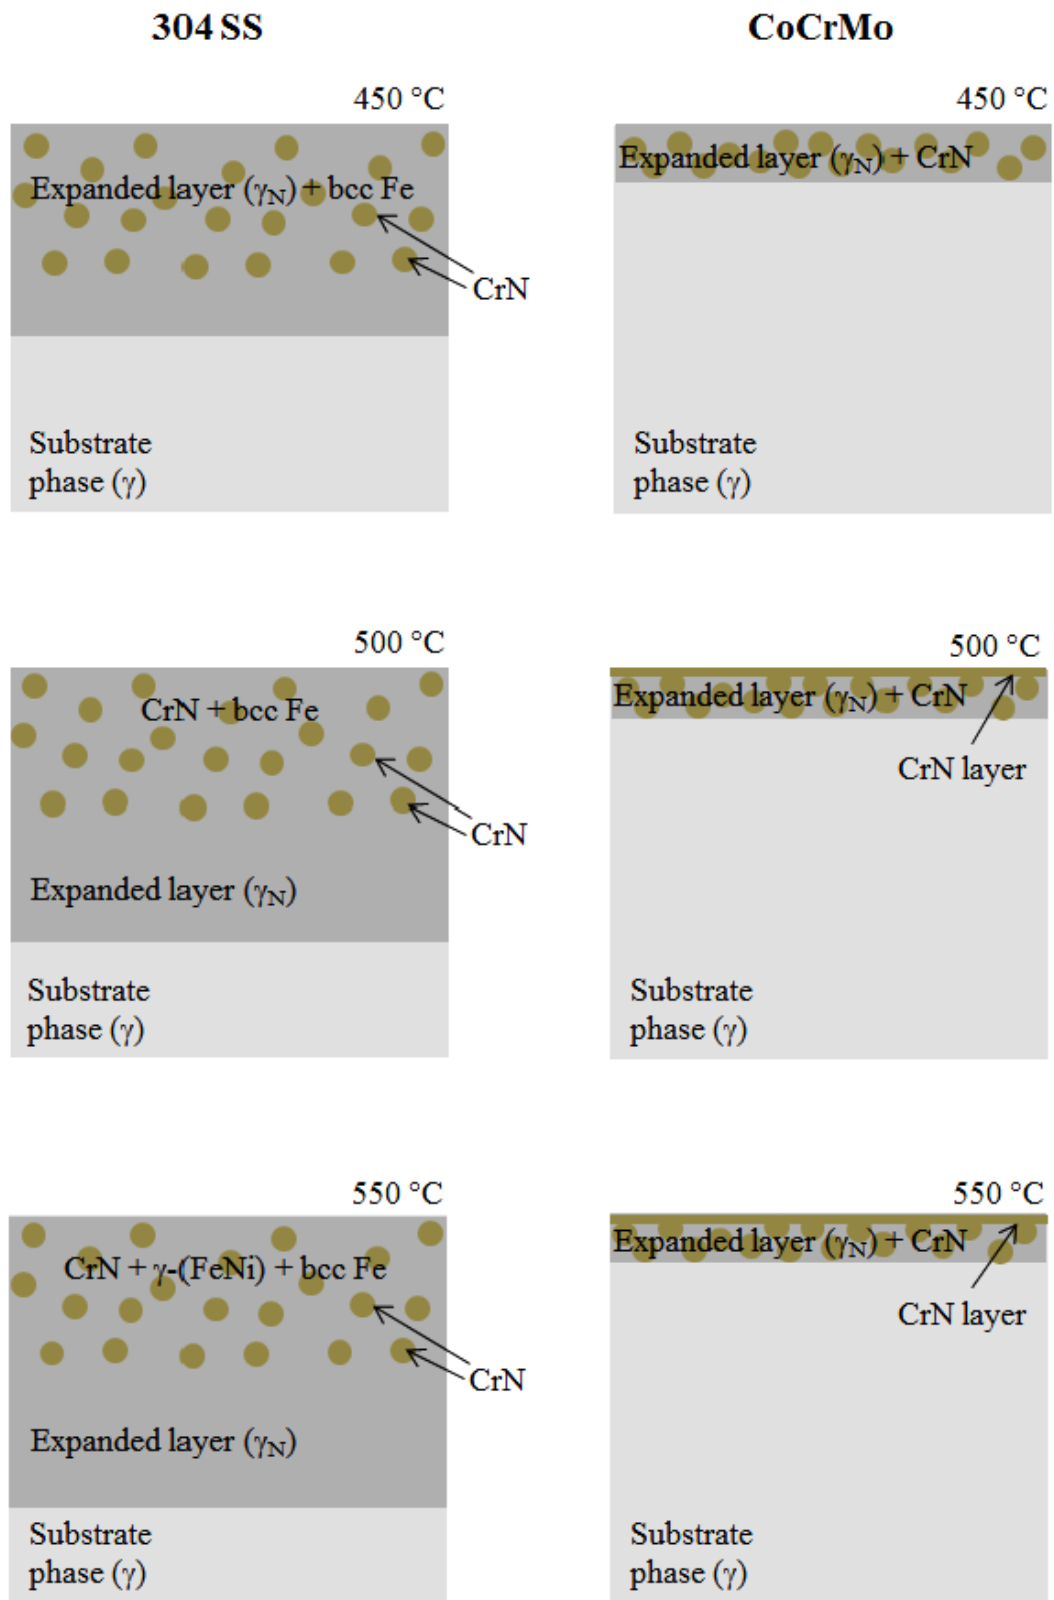 304 SS
CoCrMo
450 °C
Expanded layer (γN) + bcc Fe
CrN
Substrate
phase (γ)
450 °C
Expanded layer (γN) + CrN
Substrate
phase (γ)
500 °C
CrN + bcc Fe
CrN
Expanded layer (γN)
Substrate
phase (γ)
500 °C
Expanded layer (γN) + CrN
CrN layer
Substrate
phase (γ)
550 °C
CrN + γ-(FeNi) + bcc Fe
CrN
Expanded layer (γN)
Substrate
phase (γ)
550 °C
Expanded layer (γN) + CrN
CrN layer
Substrate
phase (γ)